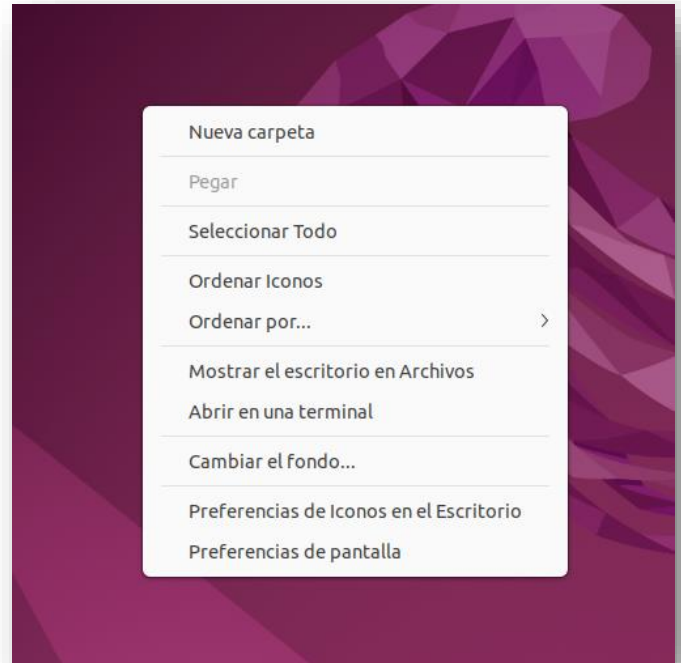 Nueva carpeta
Pegar
Seleccionar Todo
Ordenar Iconos
Ordenar por...
Mostrar el escritorio en Archivos
Abrir en una terminal
Cambiar el fondo...
Preferencias de Iconos en el Escritorio
Preferencias de pantalla